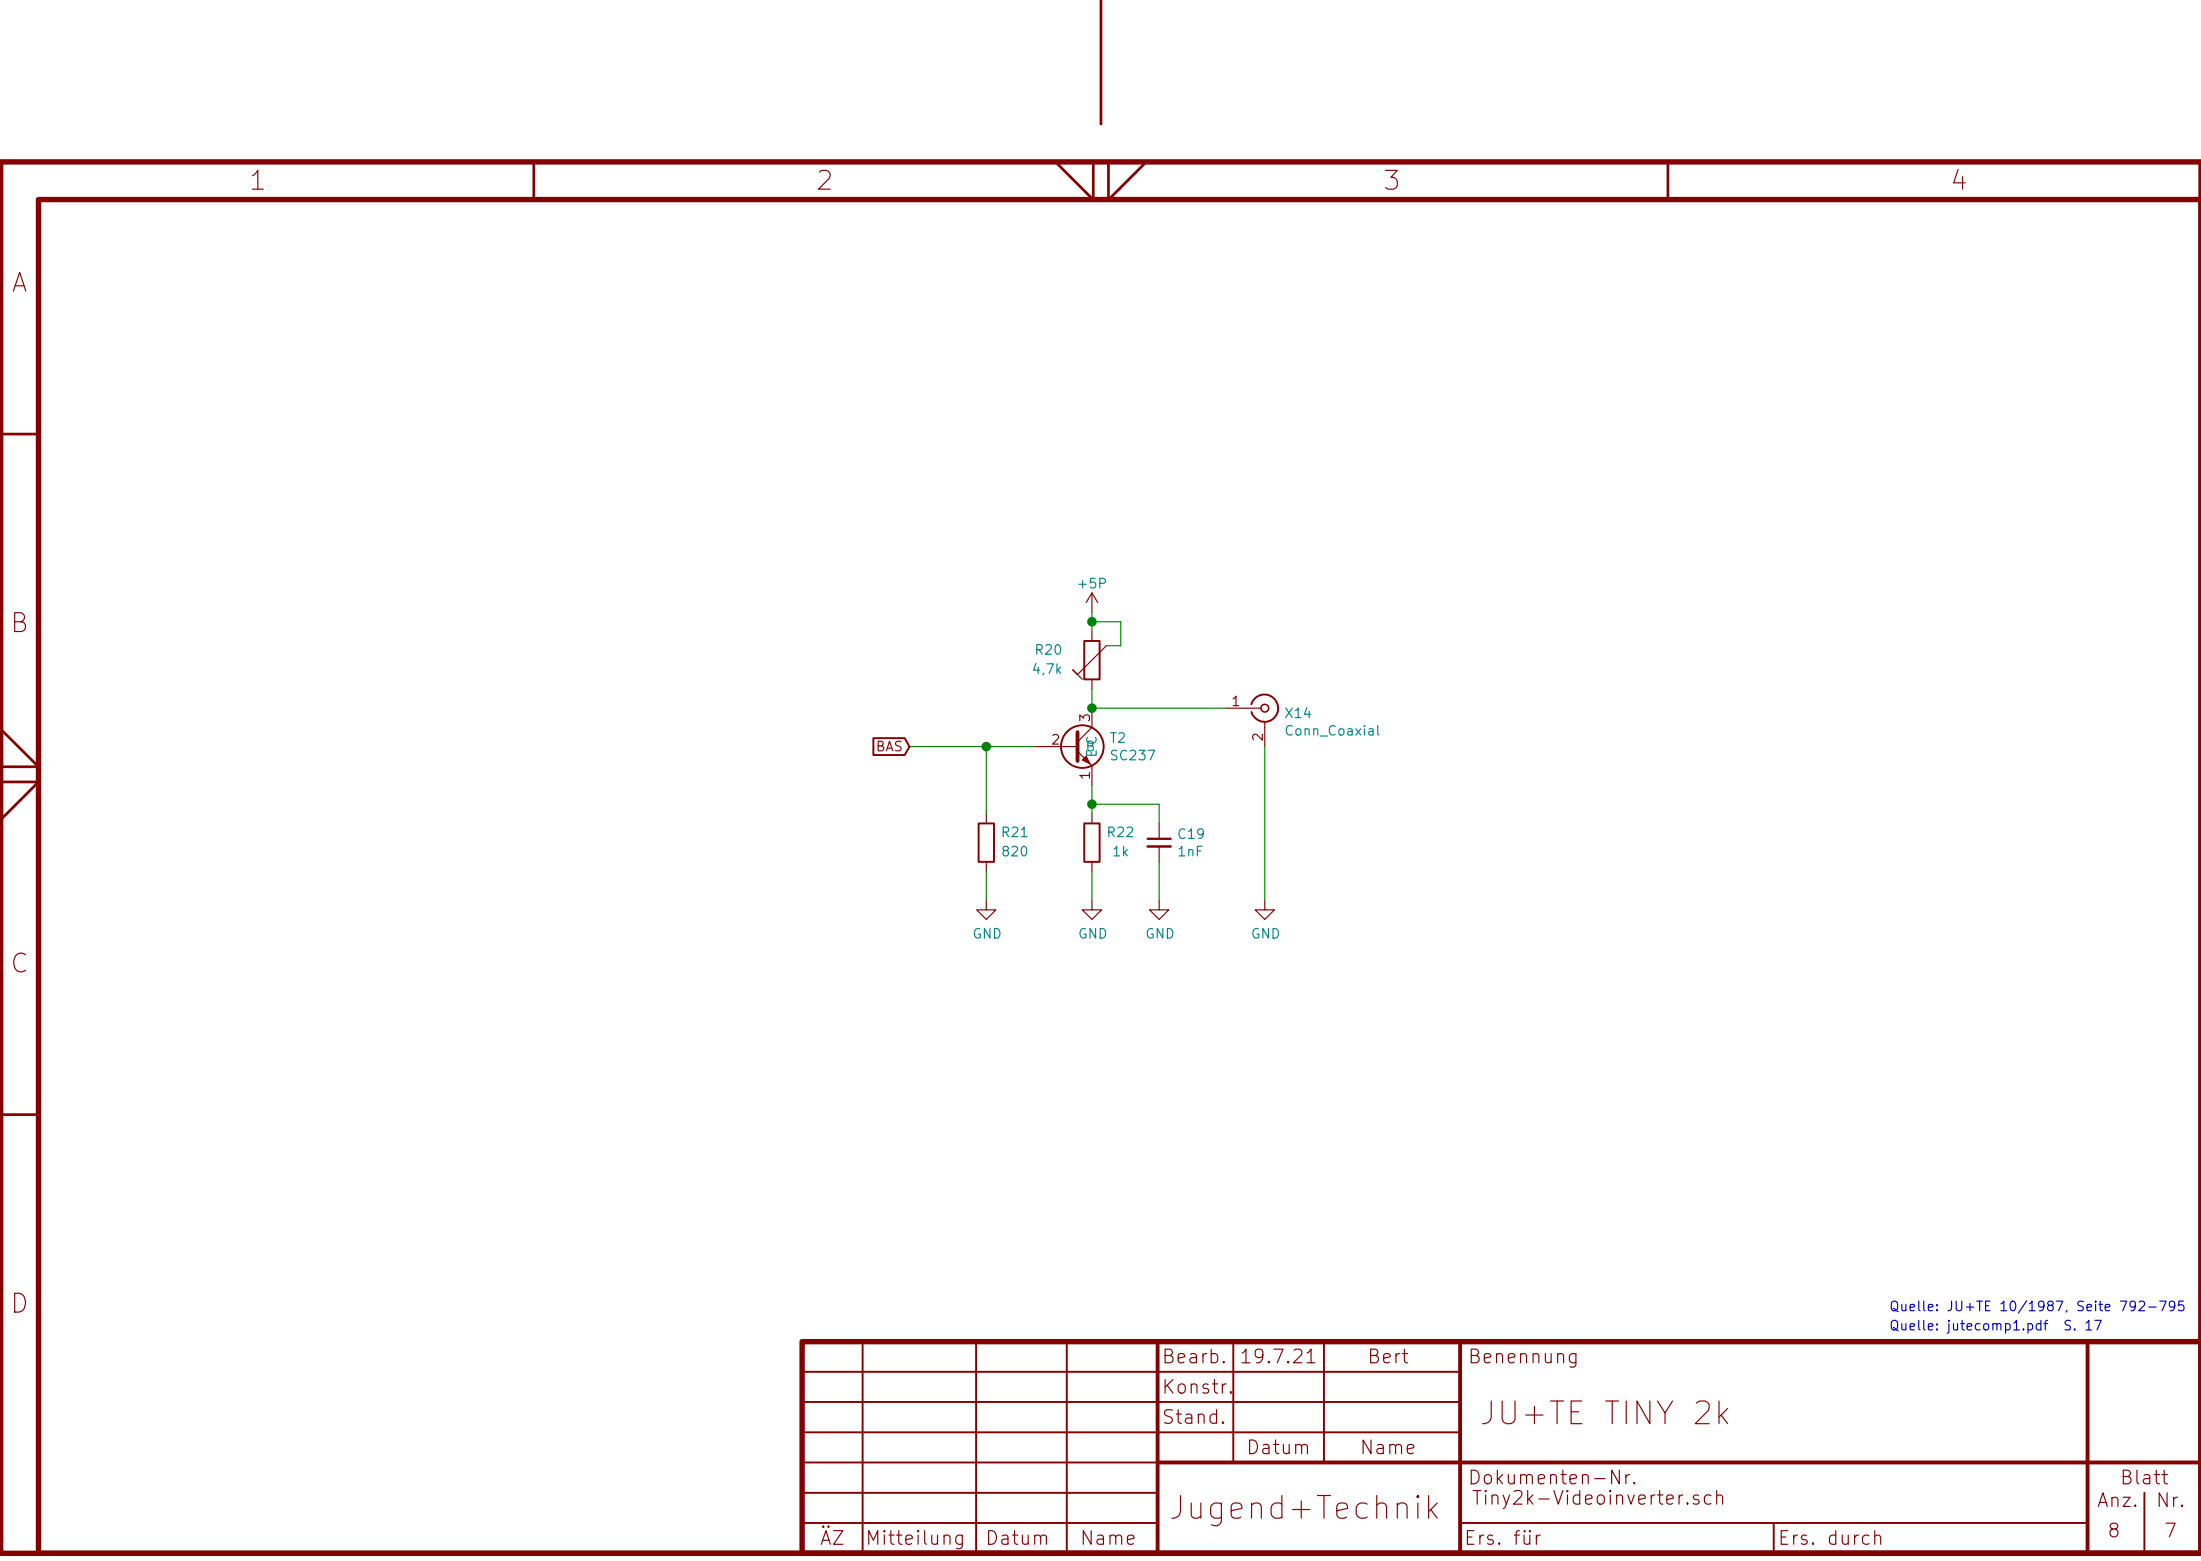 1 2 3 4
A
B
C
D
+5P
R20
4,7k
3
1
X14
Conn_Coaxial
2
BAS
2
C
B
E
T2
SC237
1
R21
820
R22
1k
C19
1nF
GND GND GND GND
Quelle: JU+TE 10/1987, Seite 792-795
Quelle: jutecomp1.pdf S. 17
Bearb. 19.7.21 Bert
Konstr.
Stand.
Datum Name
Benennung
JU+TE TINY 2k
Jugend+Technik
Dokumenten-Nr.
Tiny2k-Videoinverter.sch
Blatt
Anz. Nr.
8 7
ÄZ Mitteilung Datum Name
Ers. für
Ers. durch